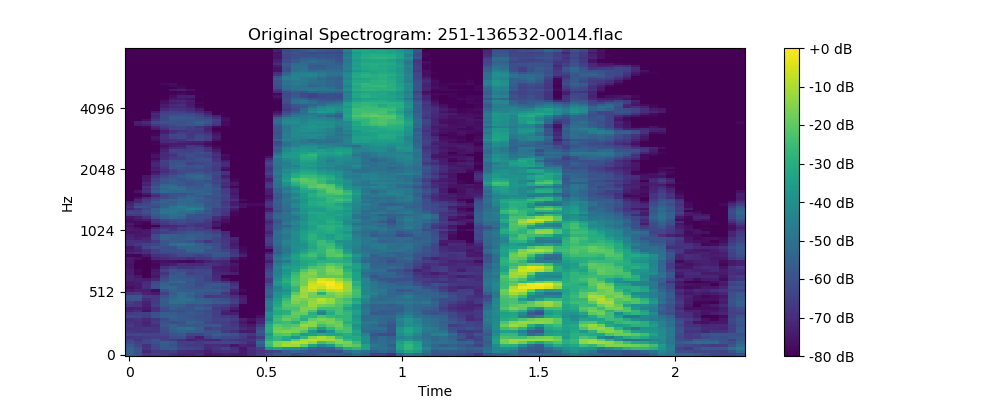 Original Spectrogram: 251-136532-0014.flac
+0 dB
4096
-10 dB
-20 dB
2048
-30 dB
Hz
-40 dB
1024
-50 dB
512
-60 dB
-70 dB
0
-80 dB
0 0.5 1 1.5 2
Time